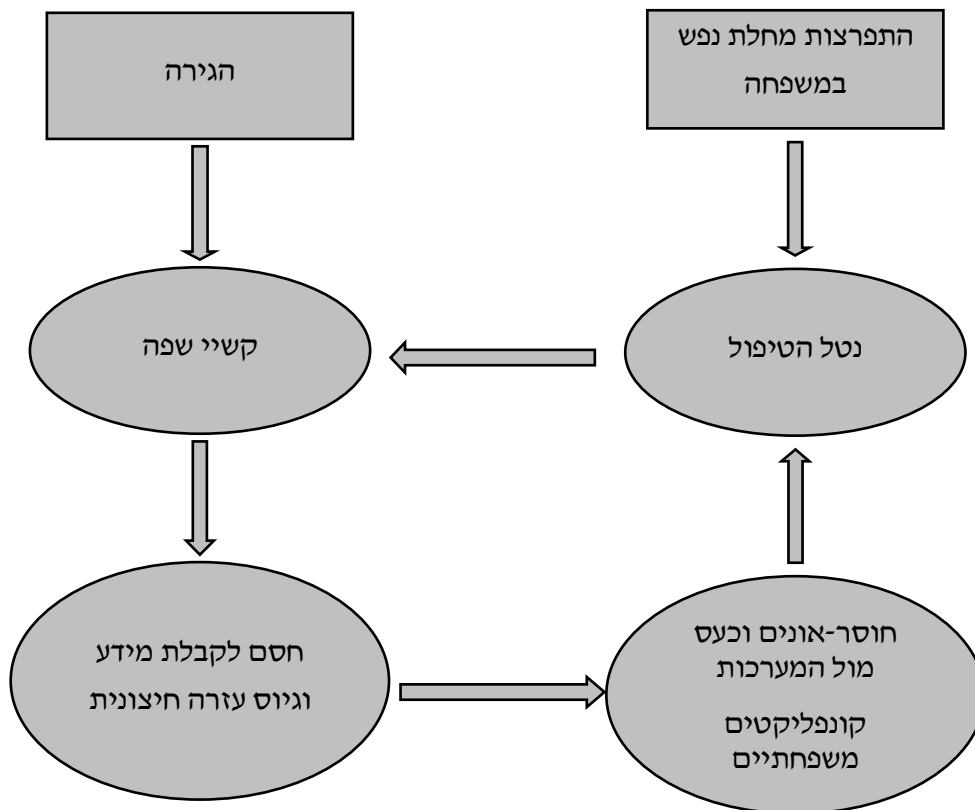 התפרצות מחלת נפש
במשפחה
הגירה
נטל הטיפול
קשיי שפה
חסם לקבלת מידע
וגיוס עזרה חיצונית
חוסר-אונים וכעס
מול המערכות
קונפליקטים
משפחתיים